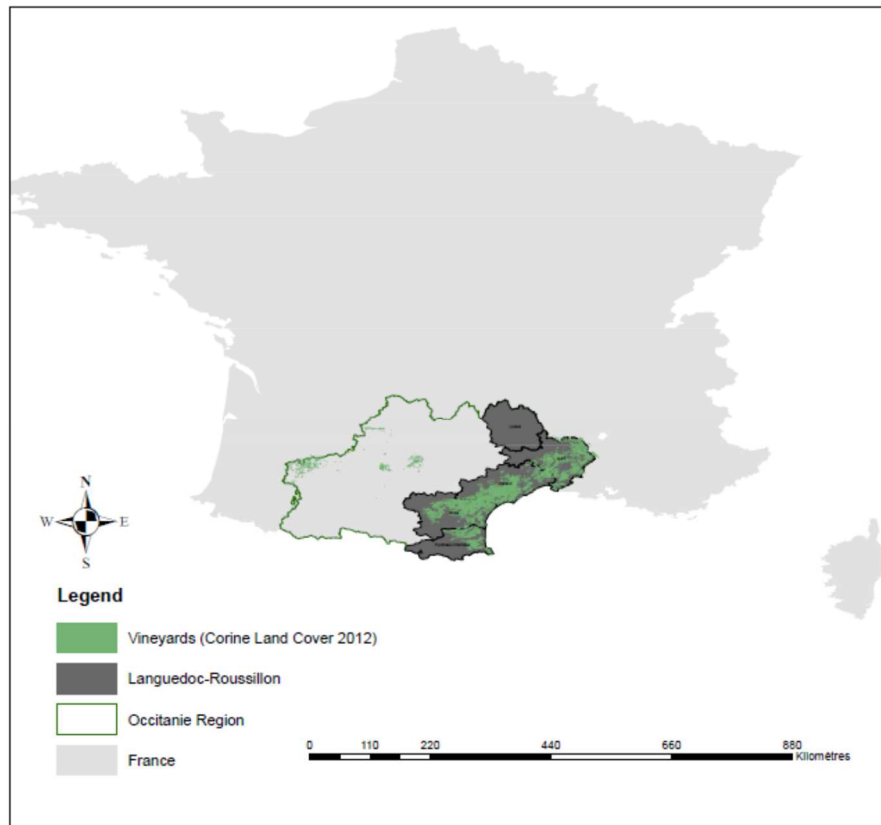 N
W E
S
Legend
Vineyards (Corine Land Cover 2012)
Languedoc-Roussillon
Occitanie Region
France
0 110 220 440 660 880
Kilomètres